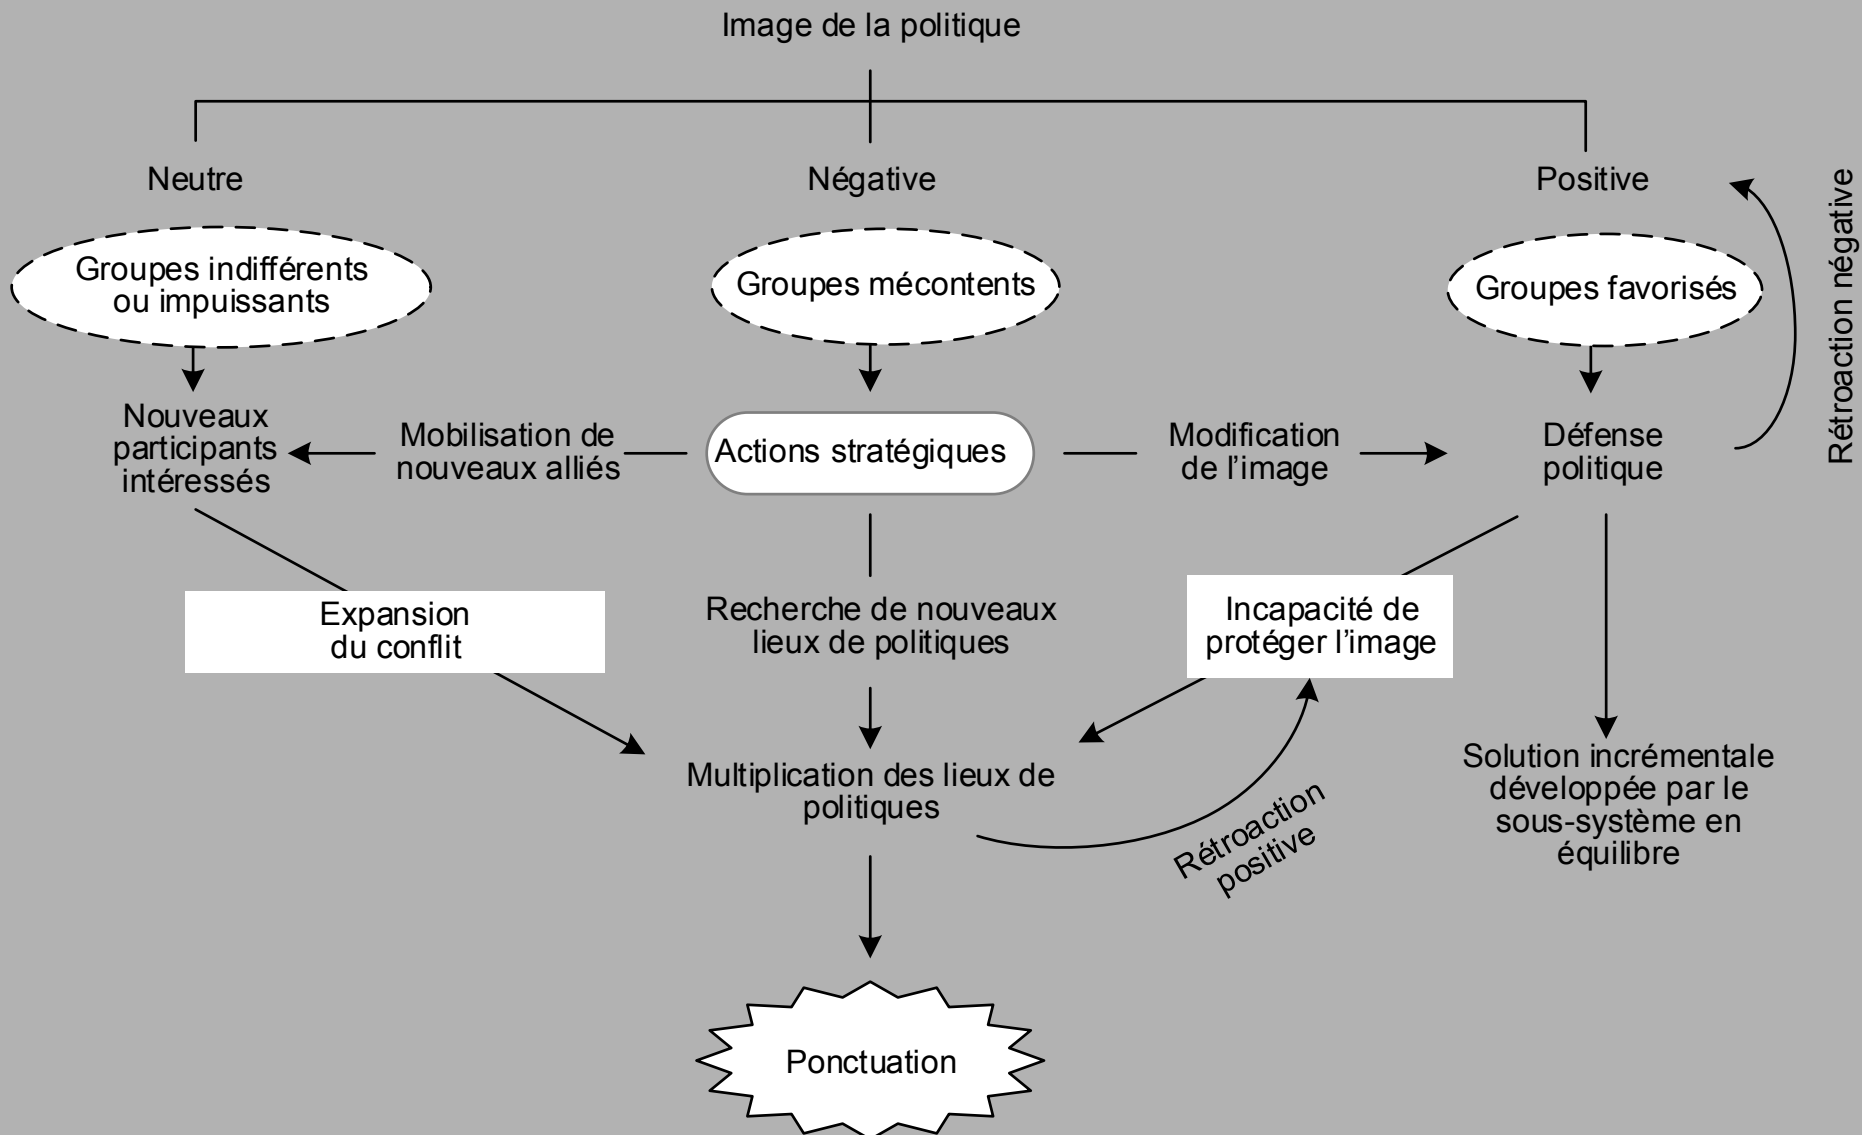 Image de la politique
Neutre
Négative
Positive
Rétroaction négative
Groupes indifférents
ou impuissants
Groupes mécontents
Groupes favorisés
Nouveaux
participants
intéressés
Mobilisation de
nouveaux alliés
Actions stratégiques
Modification
de l'image
Défense
politique
Expansion
du conflit
Recherche de nouveaux
lieux de politiques
Incapacité de
protéger l'image
Multiplication des lieux de
politiques
Rétroaction
positive
Solution incrémentale
développée par le
sous-système en
équilibre
Ponctuation